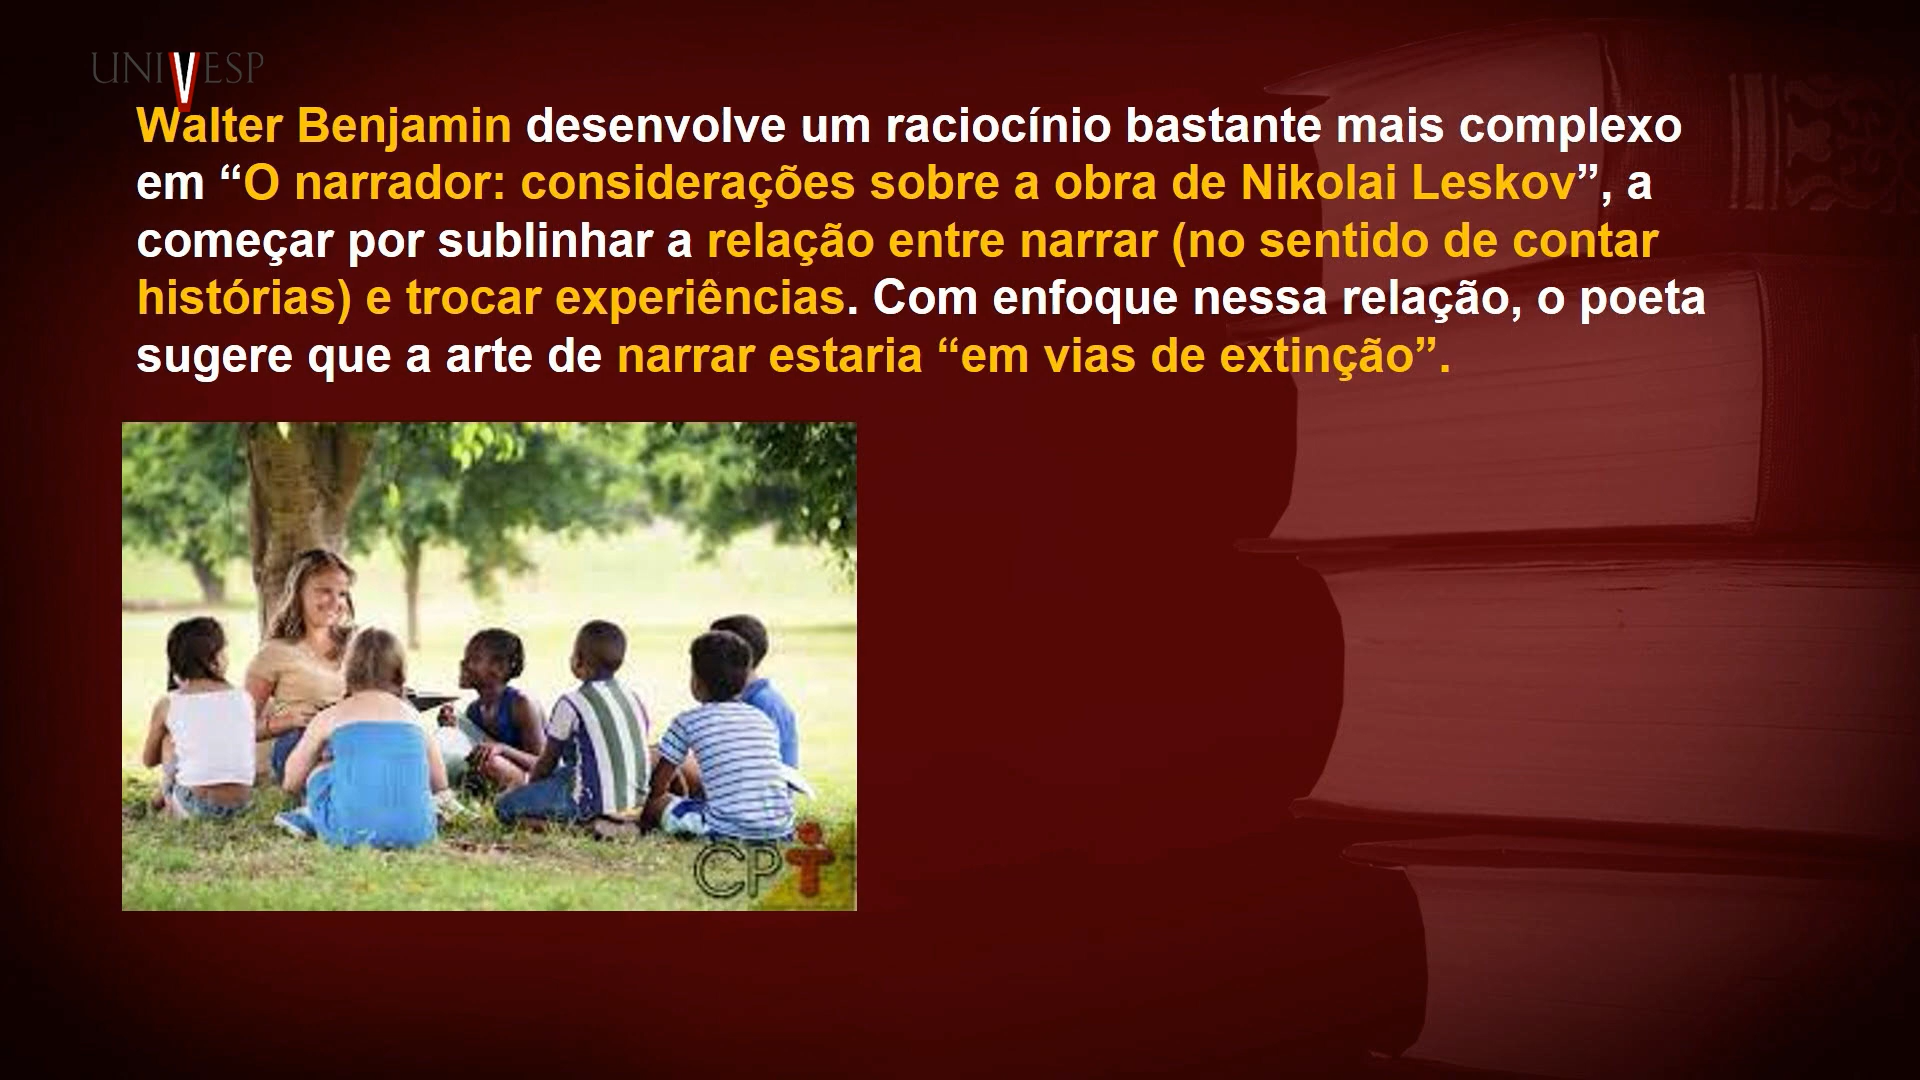 UNIVESP
Walter Benjamin desenvolve um raciocínio bastante mais complexo
em “O narrador: considerações sobre a obra de Nikolai Leskov”, a
começar por sublinhar a relação entre narrar (no sentido de contar
histórias) e trocar experiências. Com enfoque nessa relação, o poeta
sugere que a arte de narrar estaria “em vias de extinção”.
CPT